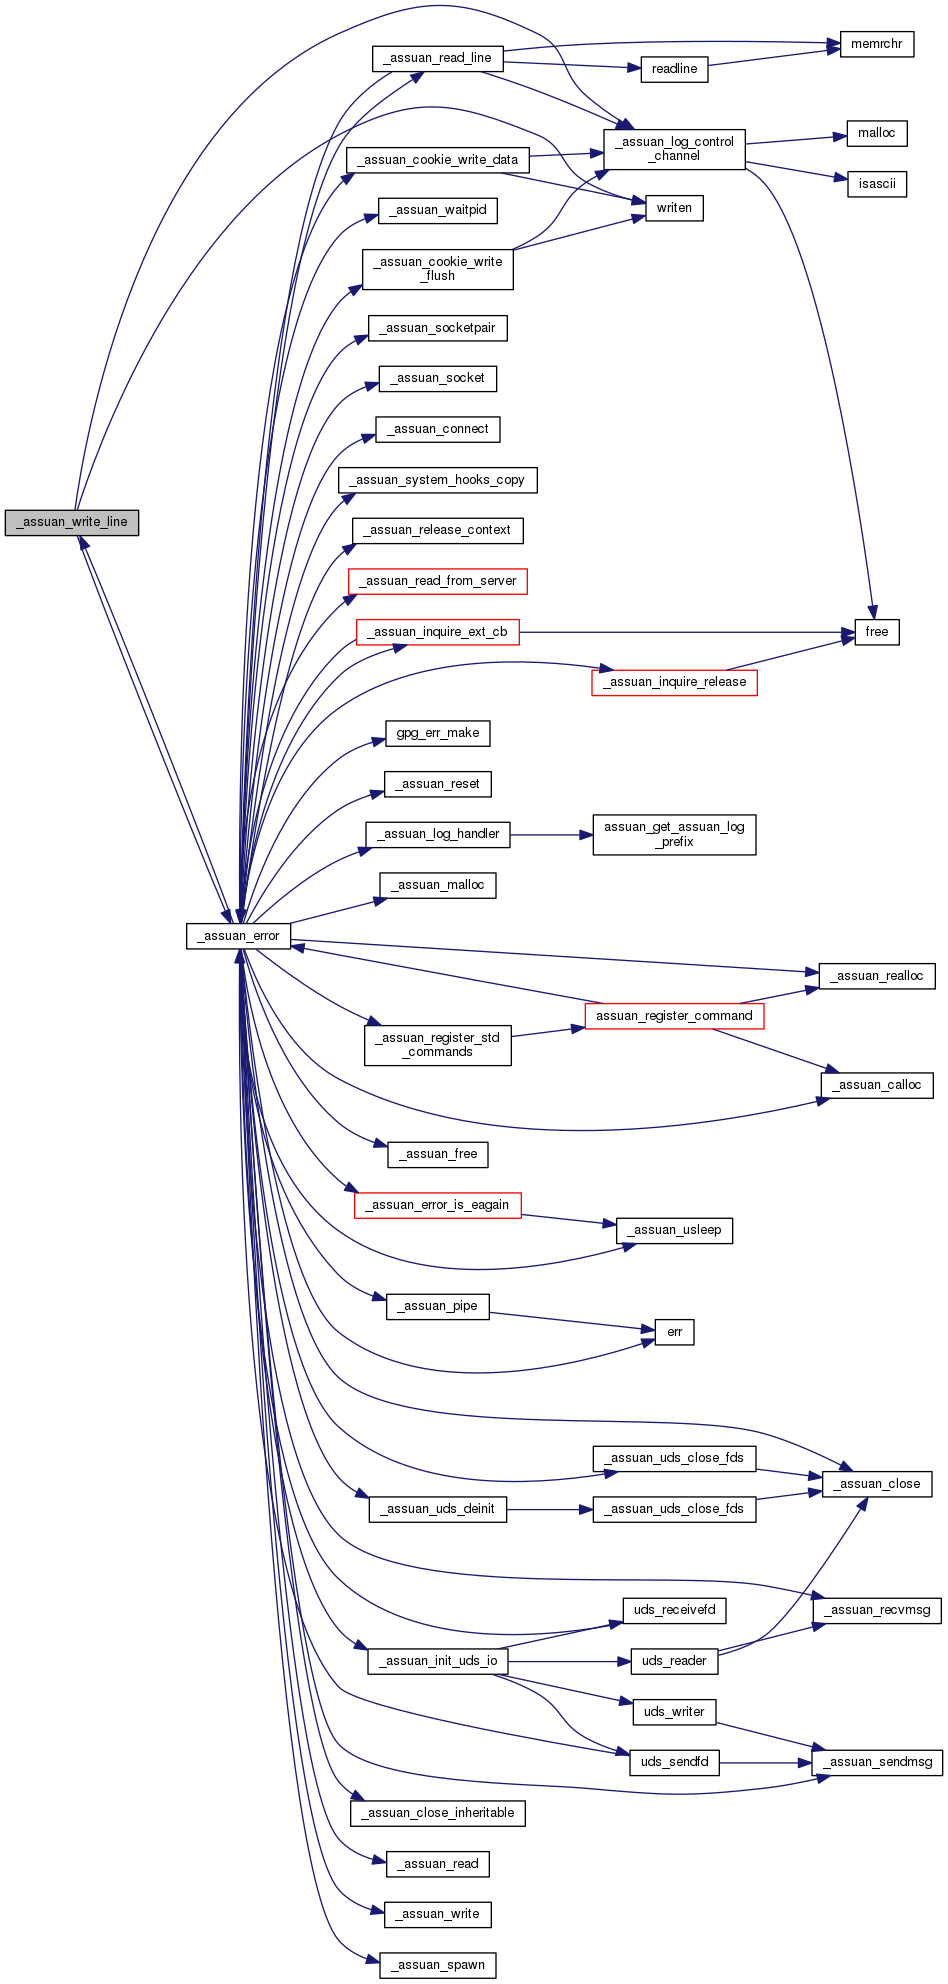 _assuan_read_line
memrchr
readline
_assuan_log_control
_channel
malloc
_assuan_cookie_write_data
isascii
_assuan_waitpid
writen
_assuan_cookie_write
_flush
_assuan_socketpair
_assuan_socket
_assuan_connect
_assuan_system_hooks_copy
_assuan_write_line
_assuan_release_context
_assuan_read_from_server
_assuan_inquire_ext_cb
free
_assuan_inquire_release
gpg_err_make
_assuan_reset
_assuan_log_handler
assuan_get_assuan_log
_prefix
_assuan_malloc
_assuan_error
_assuan_realloc
assuan_register_command
_assuan_register_std
_commands
_assuan_calloc
_assuan_free
_assuan_error_is_eagain
_assuan_usleep
_assuan_pipe
err
_assuan_uds_close_fds
_assuan_close
_assuan_uds_deinit
_assuan_uds_close_fds
uds_receivefd
_assuan_recvmsg
_assuan_init_uds_io
uds_reader
uds_writer
uds_sendfd
_assuan_sendmsg
_assuan_close_inheritable
_assuan_read
_assuan_write
_assuan_spawn